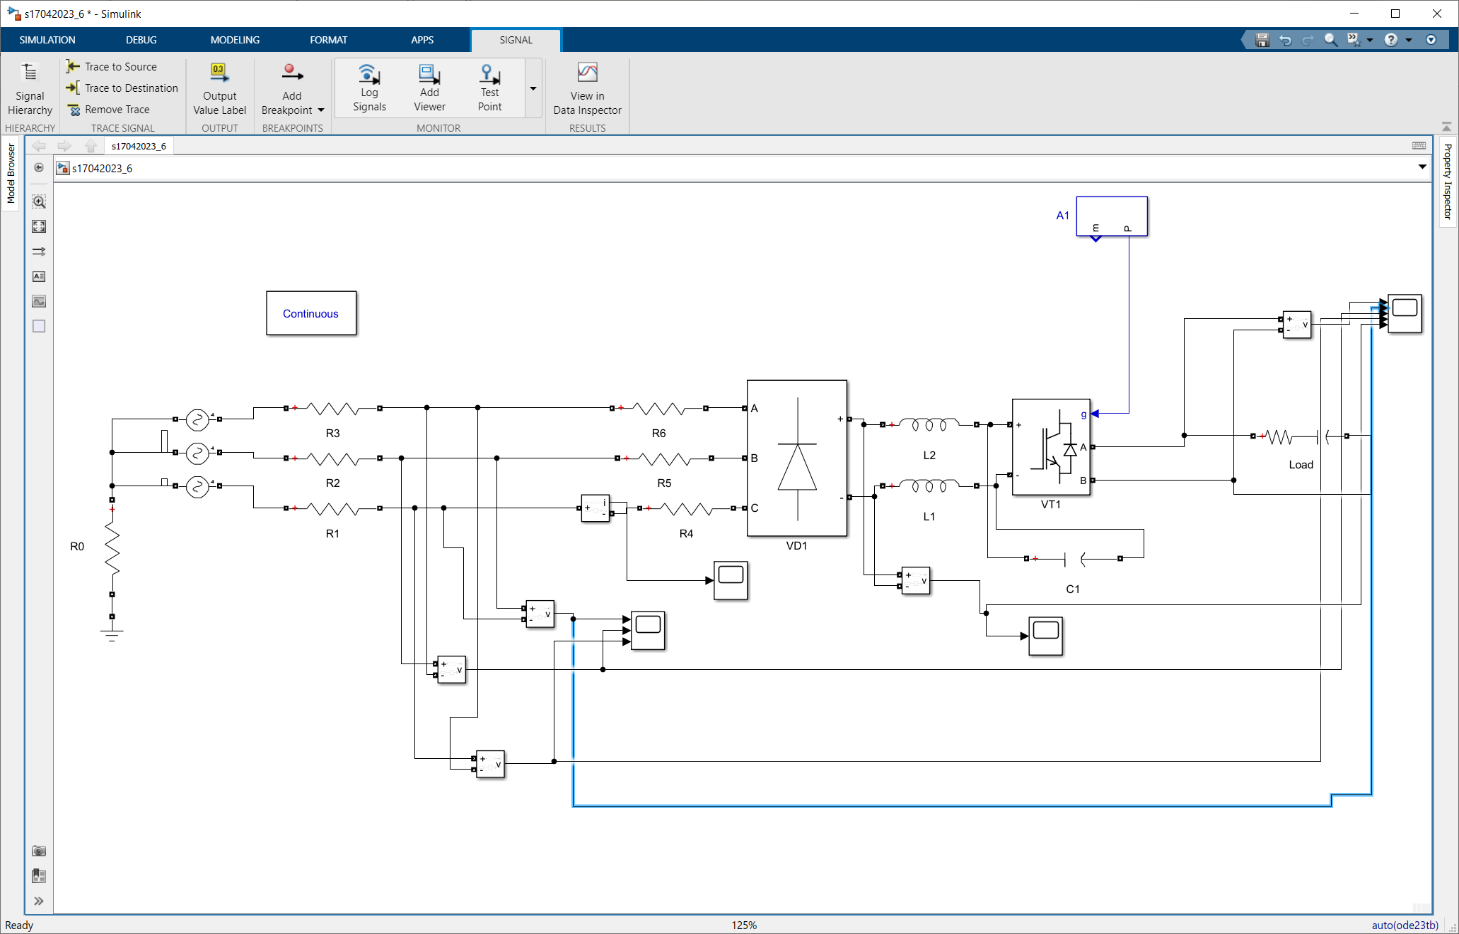 s17042023_6 * - Simulink
SIMULATION DEBUG MODELING FORMAT APPS SIGNAL
Signal Hierarchy
Trace to Source
Trace to Destination
Remove Trace
0.3
Output Value Label
Add Breakpoint
Log Signals
Add Viewer
Test Point
View in Data Inspector
HIERARCHY TRACE SIGNAL OUTPUT BREAKPOINTS MONITOR RESULTS
Model Browser
Property Inspector
s17042023_6
s17042023_6
A1
m p
Continuous
+ v
-
R3
R6
A
B
C
+
-
VD1
L2
L1
+
-
g
A
B
VT1
Load
R2
R5
R1
+ i
-
R4
R0
C1
+ v
-
+ v
-
+ v
-
+ v
-
Ready
125%
auto(ode23tb)